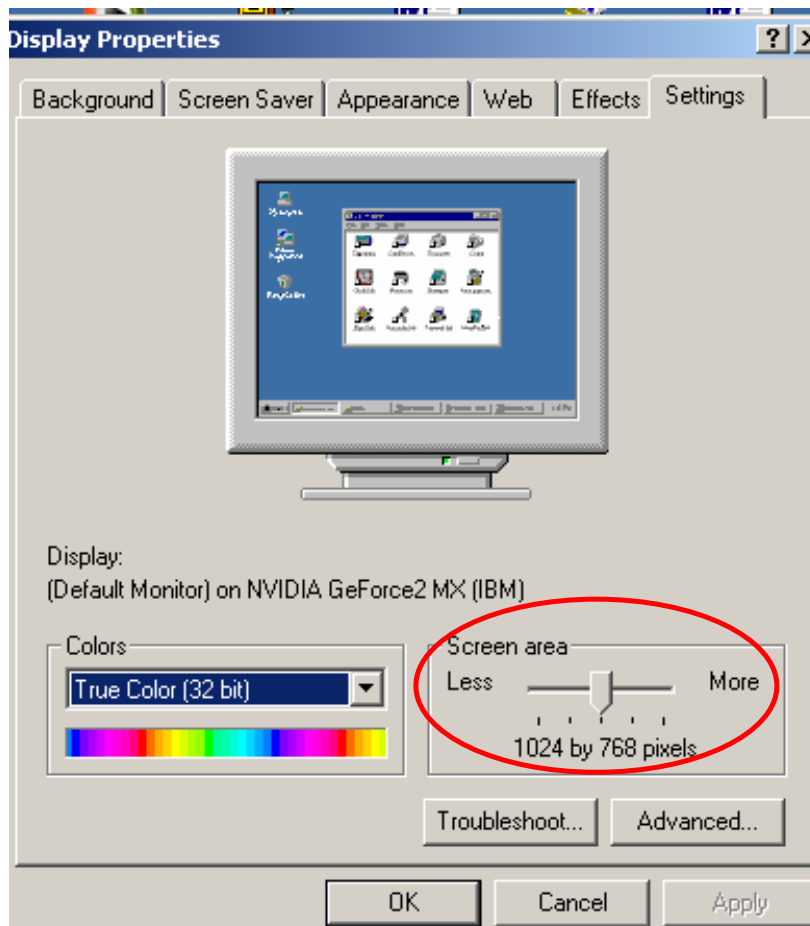 Display Properties
Background Screen Saver Appearance Web Effects Settings
Display:
(Default Monitor) on NVIDIA GeForce2 MX (IBM)
Colors
True Color (32 bit)
Screen area
Less More
1024 by 768 pixels
Troubleshoot... Advanced...
OK Cancel Apply